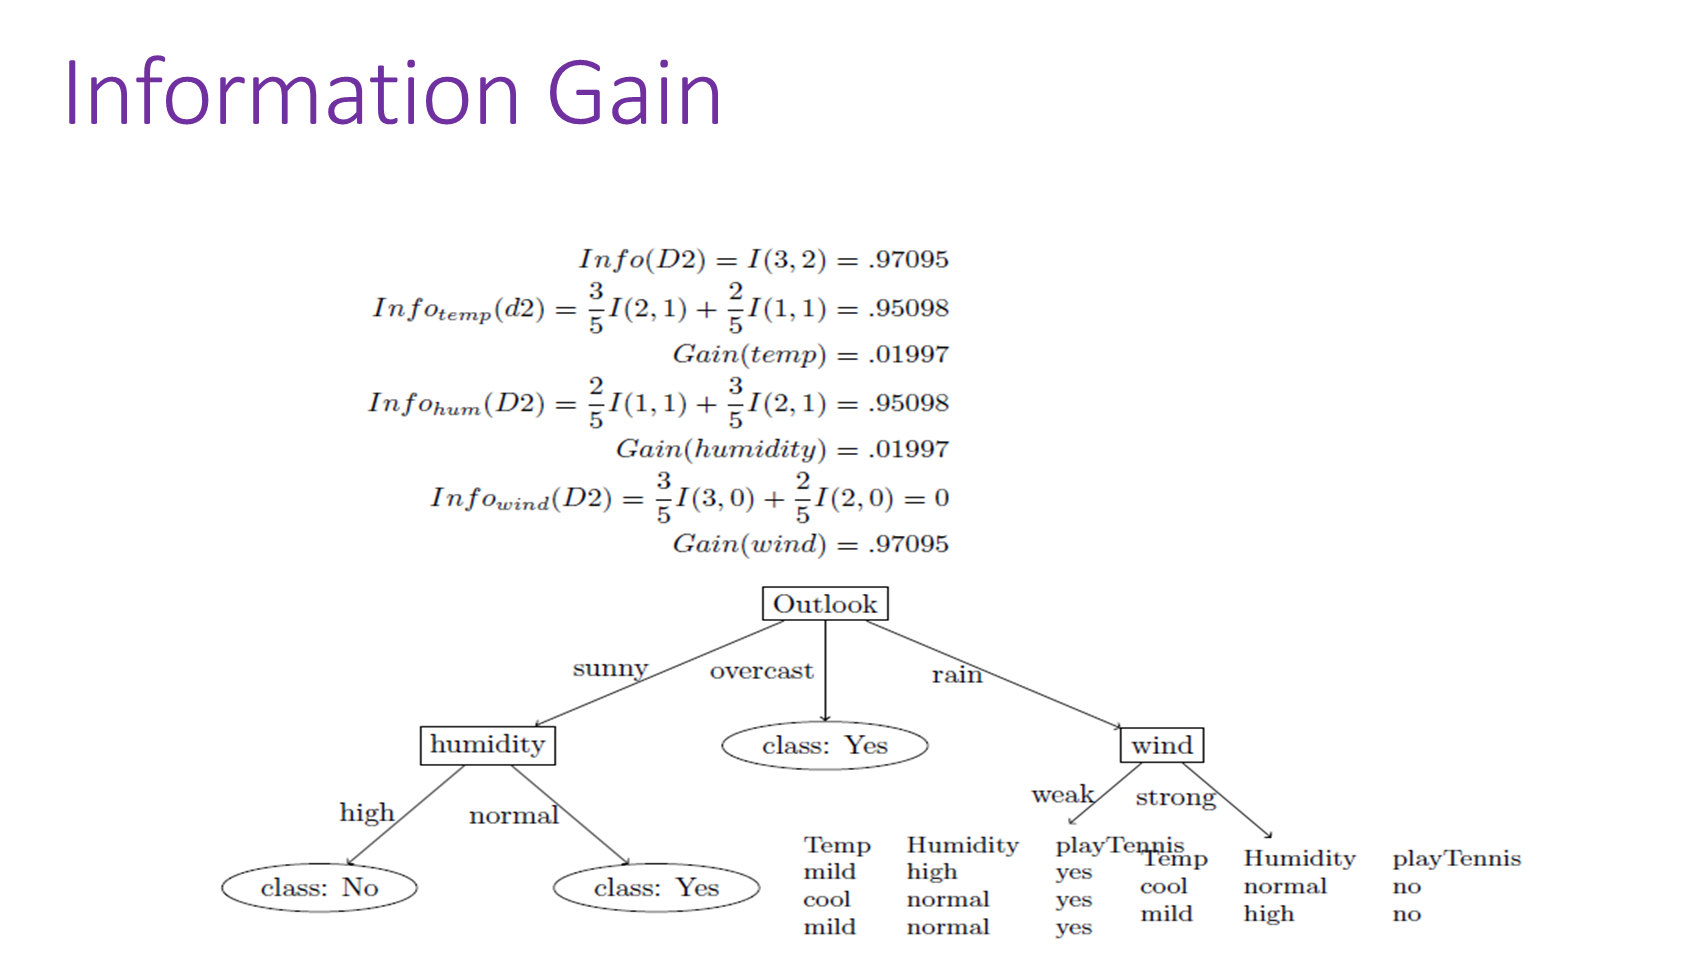 Information Gain
Info(D2) = I(3, 2) = .97095
Info_temp(d2) = 3/5 I(2, 1) + 2/5 I(1, 1) = .95098
Gain(temp) = .01997
Info_hum(D2) = 2/5 I(1, 1) + 3/5 I(2, 1) = .95098
Gain(humidity) = .01997
Info_wind(D2) = 3/5 I(3, 0) + 2/5 I(2, 0) = 0
Gain(wind) = .97095
Outlook
sunny overcast rain
humidity class: Yes wind
high normal weak strong
class: No class: Yes
Temp Humidity playTennis
mild high yes
cool normal yes
mild normal yes
Temp Humidity playTennis
cool normal no
mild high no